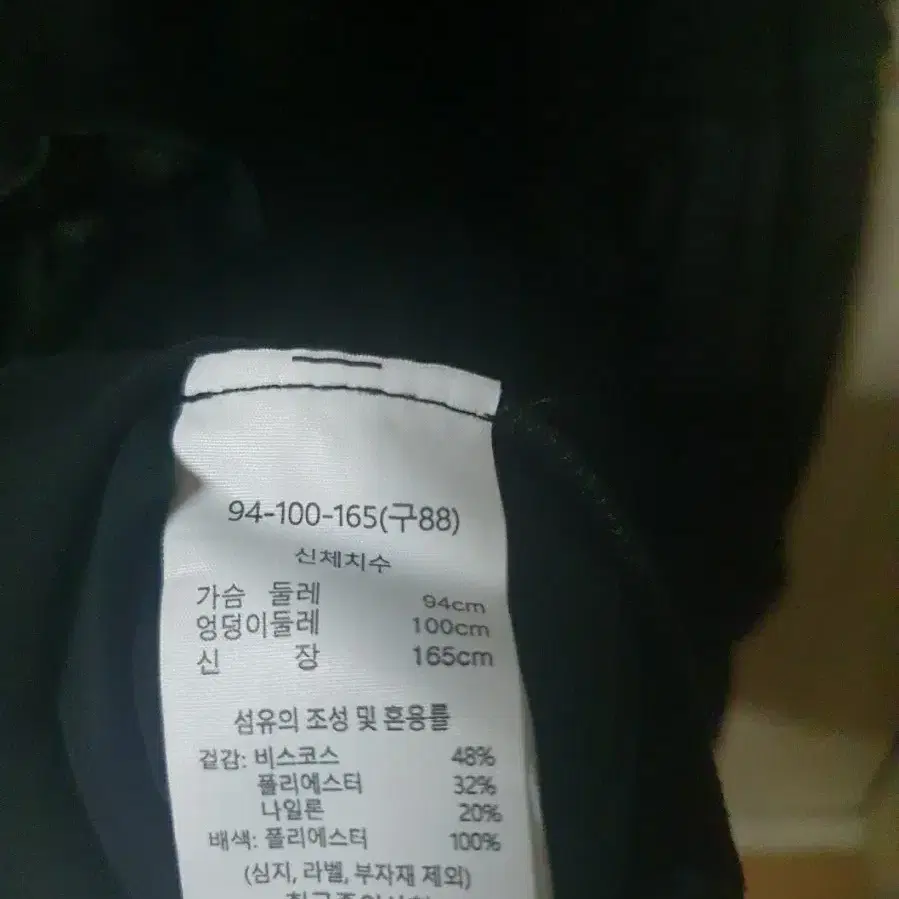 94-100-165(구88)
신체치수
가슴 둘레 94cm
엉덩이둘레 100cm
신 장 165cm
섬유의 조성 및 혼용률
겉감: 비스코스 48%
폴리에스터 32%
나일론 20%
배색: 폴리에스터 100%
(심지, 라벨, 부자재 제외)